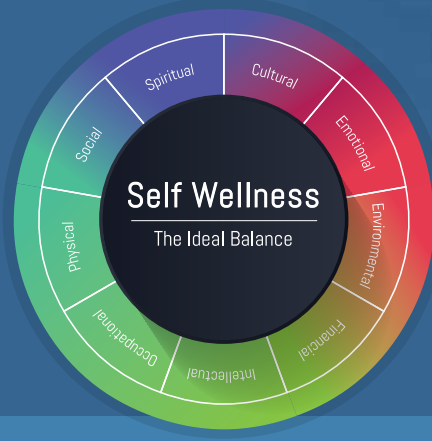 Self Wellness
The Ideal Balance
Spiritual
Cultural
Emotional
Environmental
Financial
Intellectual
Occupational
Physical
Social